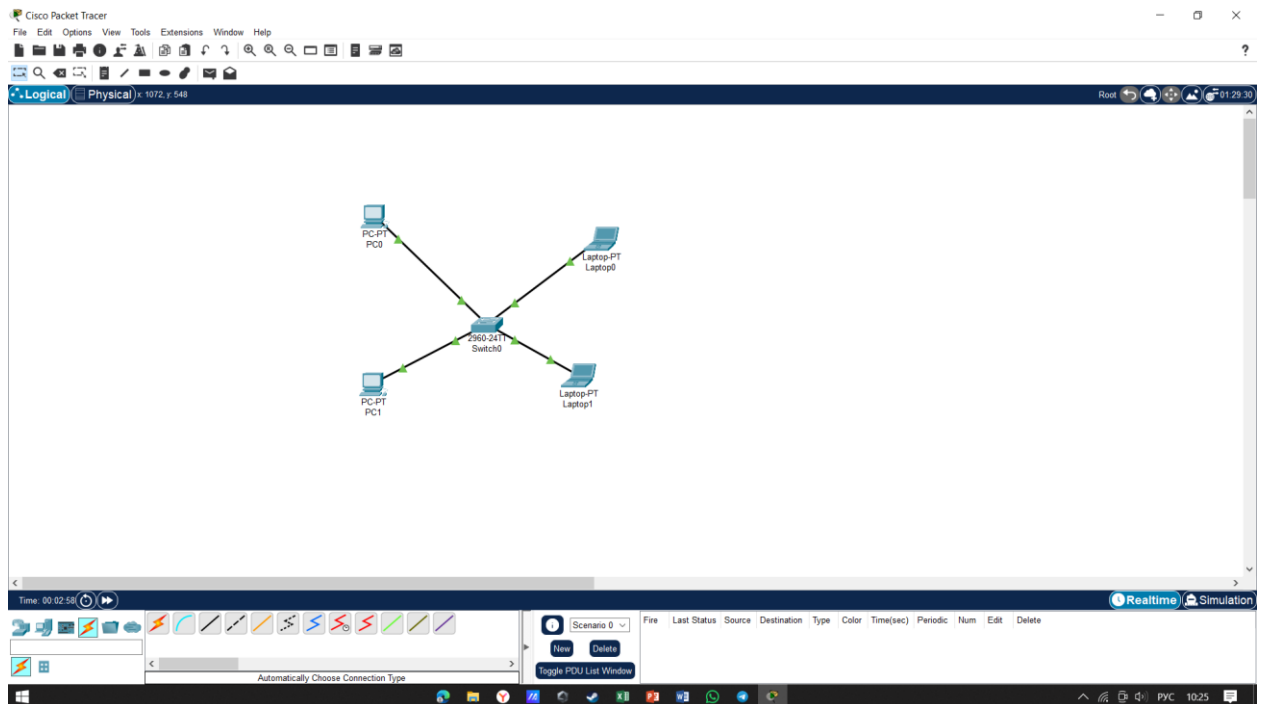 Cisco Packet Tracer
File Edit Options View Tools Extensions Window Help
?
Logical Physical x: 1072, y: 548 Root 01:29:30
PC-PT
PC0
Laptop-PT
Laptop0
2960-24TT
Switch0
PC-PT
PC1
Laptop-PT
Laptop1
Time: 00:02:58 Realtime Simulation
Scenario 0
Fire Last Status Source Destination Type Color Time(sec) Periodic Num Edit Delete
New Delete
Toggle PDU List Window
Automatically Choose Connection Type
РУС 10:25